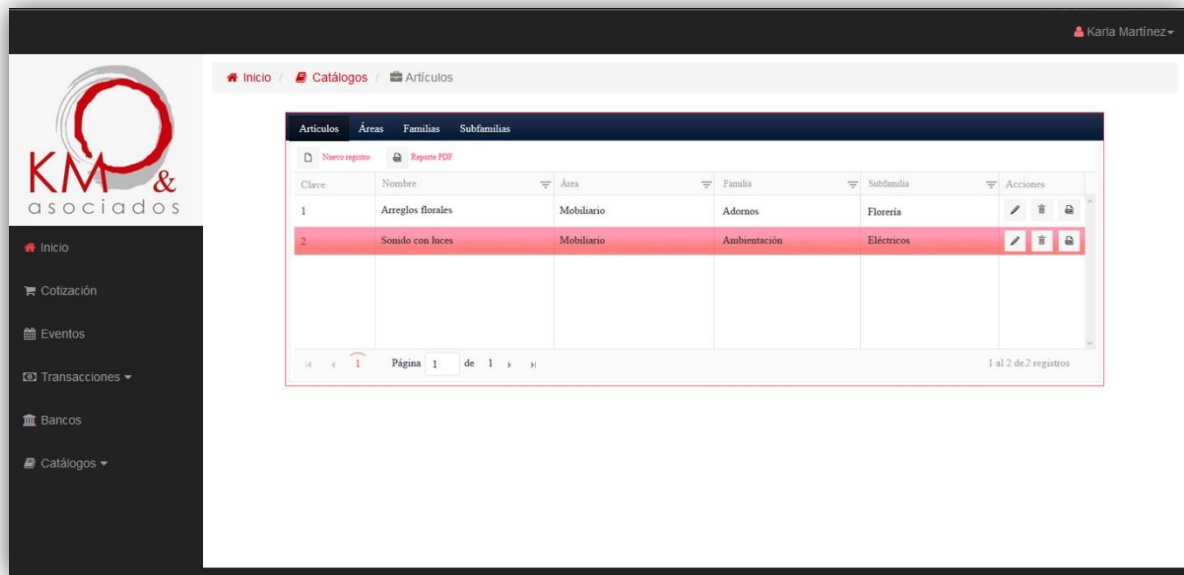 Karla Martínez
Inicio / Catálogos / Artículos
KM &
asociados
Inicio
Cotización
Eventos
Transacciones
Bancos
Catálogos
Artículos Áreas Familias Subfamilias
Nuevo registro Reporte PDF
Clave Nombre Área Familia Subfamilia Acciones
1 Arreglos florales Mobiliario Adornos Florería
2 Sonido con luces Mobiliario Ambientación Eléctricos
1 Página 1 de 1 1 al 2 de 2 registros